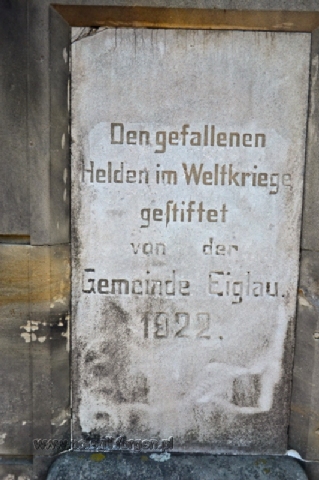 Den gefallenen
Helden im Weltkriege
geſtiftet
von der
Gemeinde Eiglau.
1922.